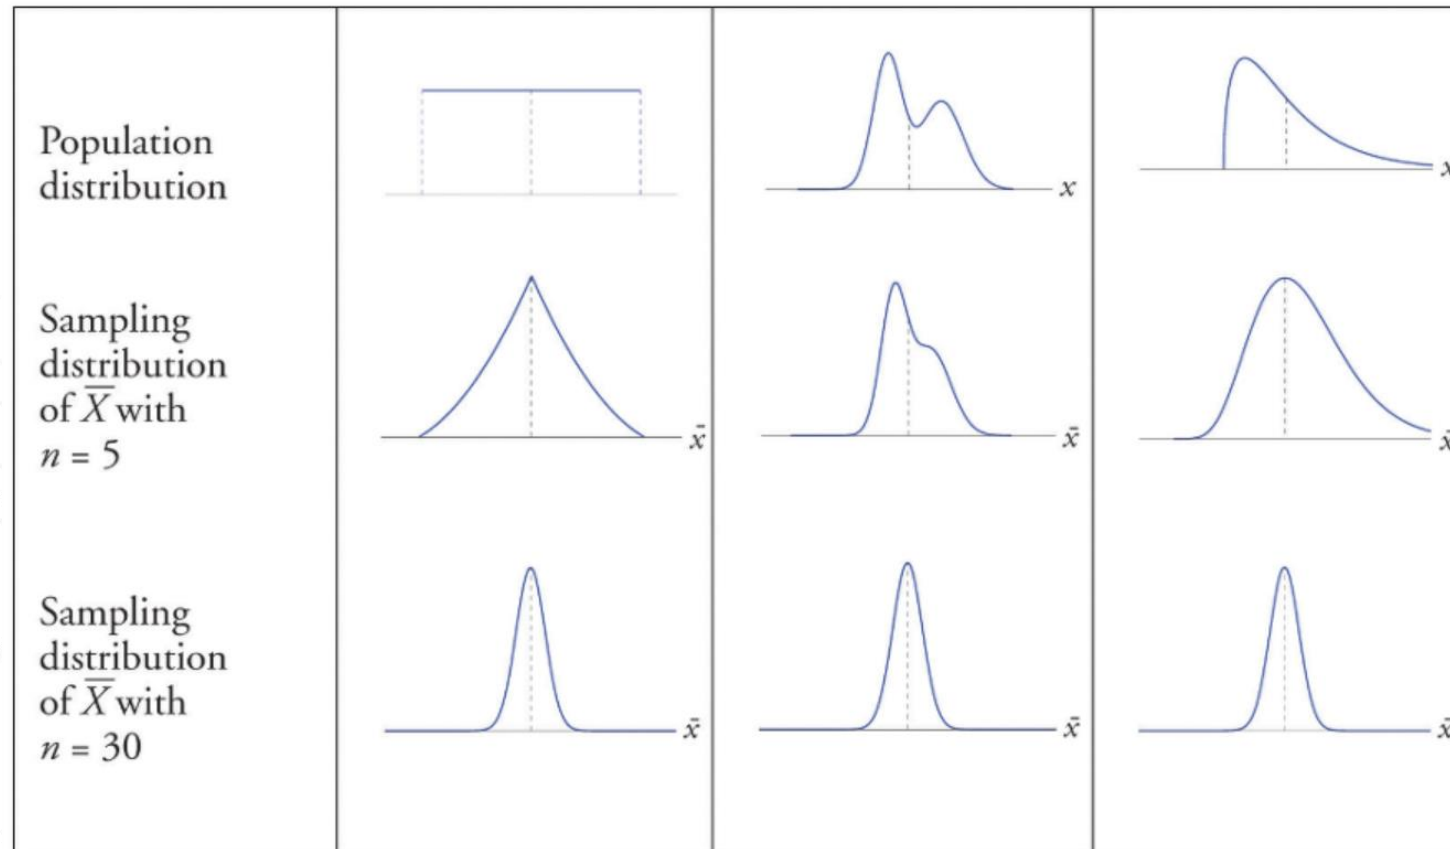 Population
distribution
x
x
Sampling
distribution
of X̅ with
n = 5
x̄
x̄
x̄
Sampling
distribution
of X̅ with
n = 30
x̄
x̄
x̄